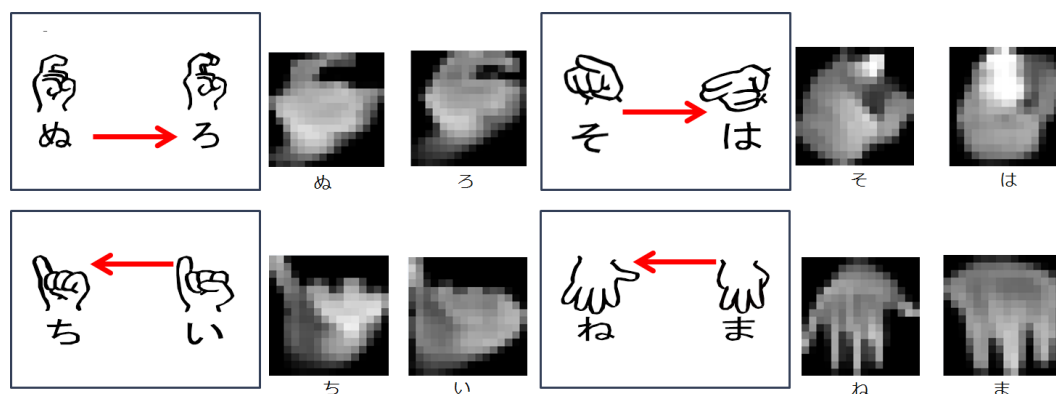 ぬ ろ
ぬ ろ
そ は
そ は
ち い
ち い
ね ま
ね ま